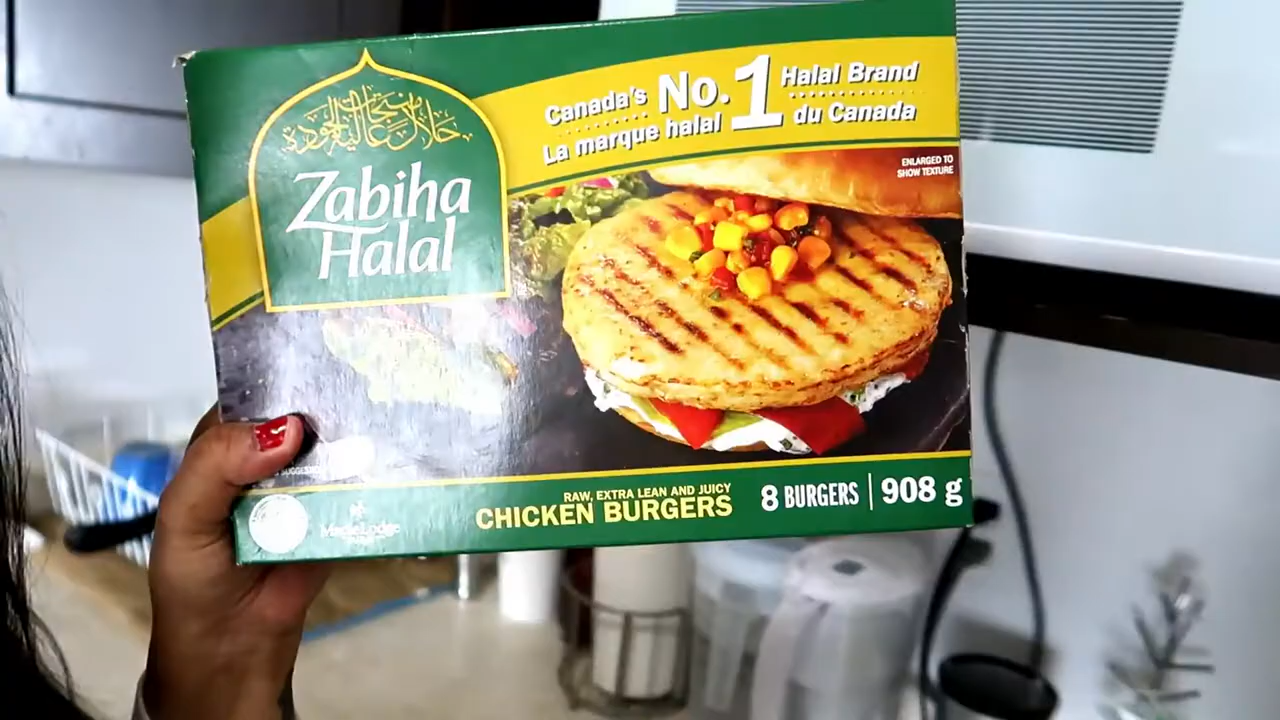 Zabiha
Halal
Canada's No. 1 Halal Brand
La marque halal du Canada
ENLARGED TO
SHOW TEXTURE
RAW, EXTRA LEAN AND JUICY
CHICKEN BURGERS
8 BURGERS | 908 g